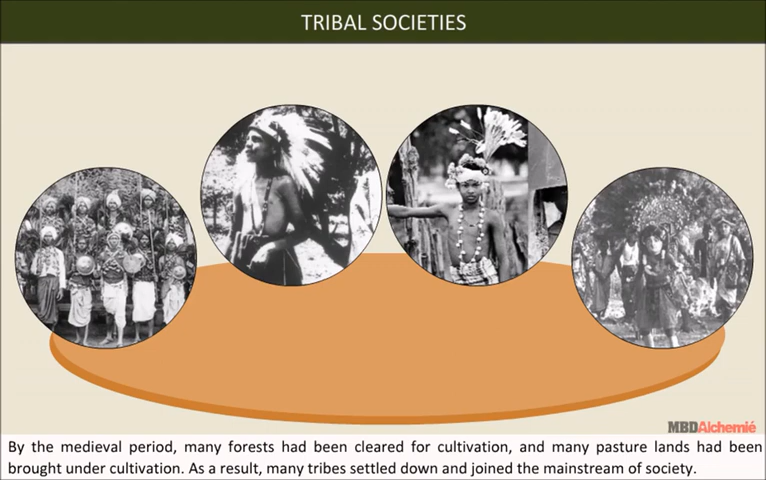 TRIBAL SOCIETIES
MBDAlchemié
By the medieval period, many forests had been cleared for cultivation, and many pasture lands had been
brought under cultivation. As a result, many tribes settled down and joined the mainstream of society.